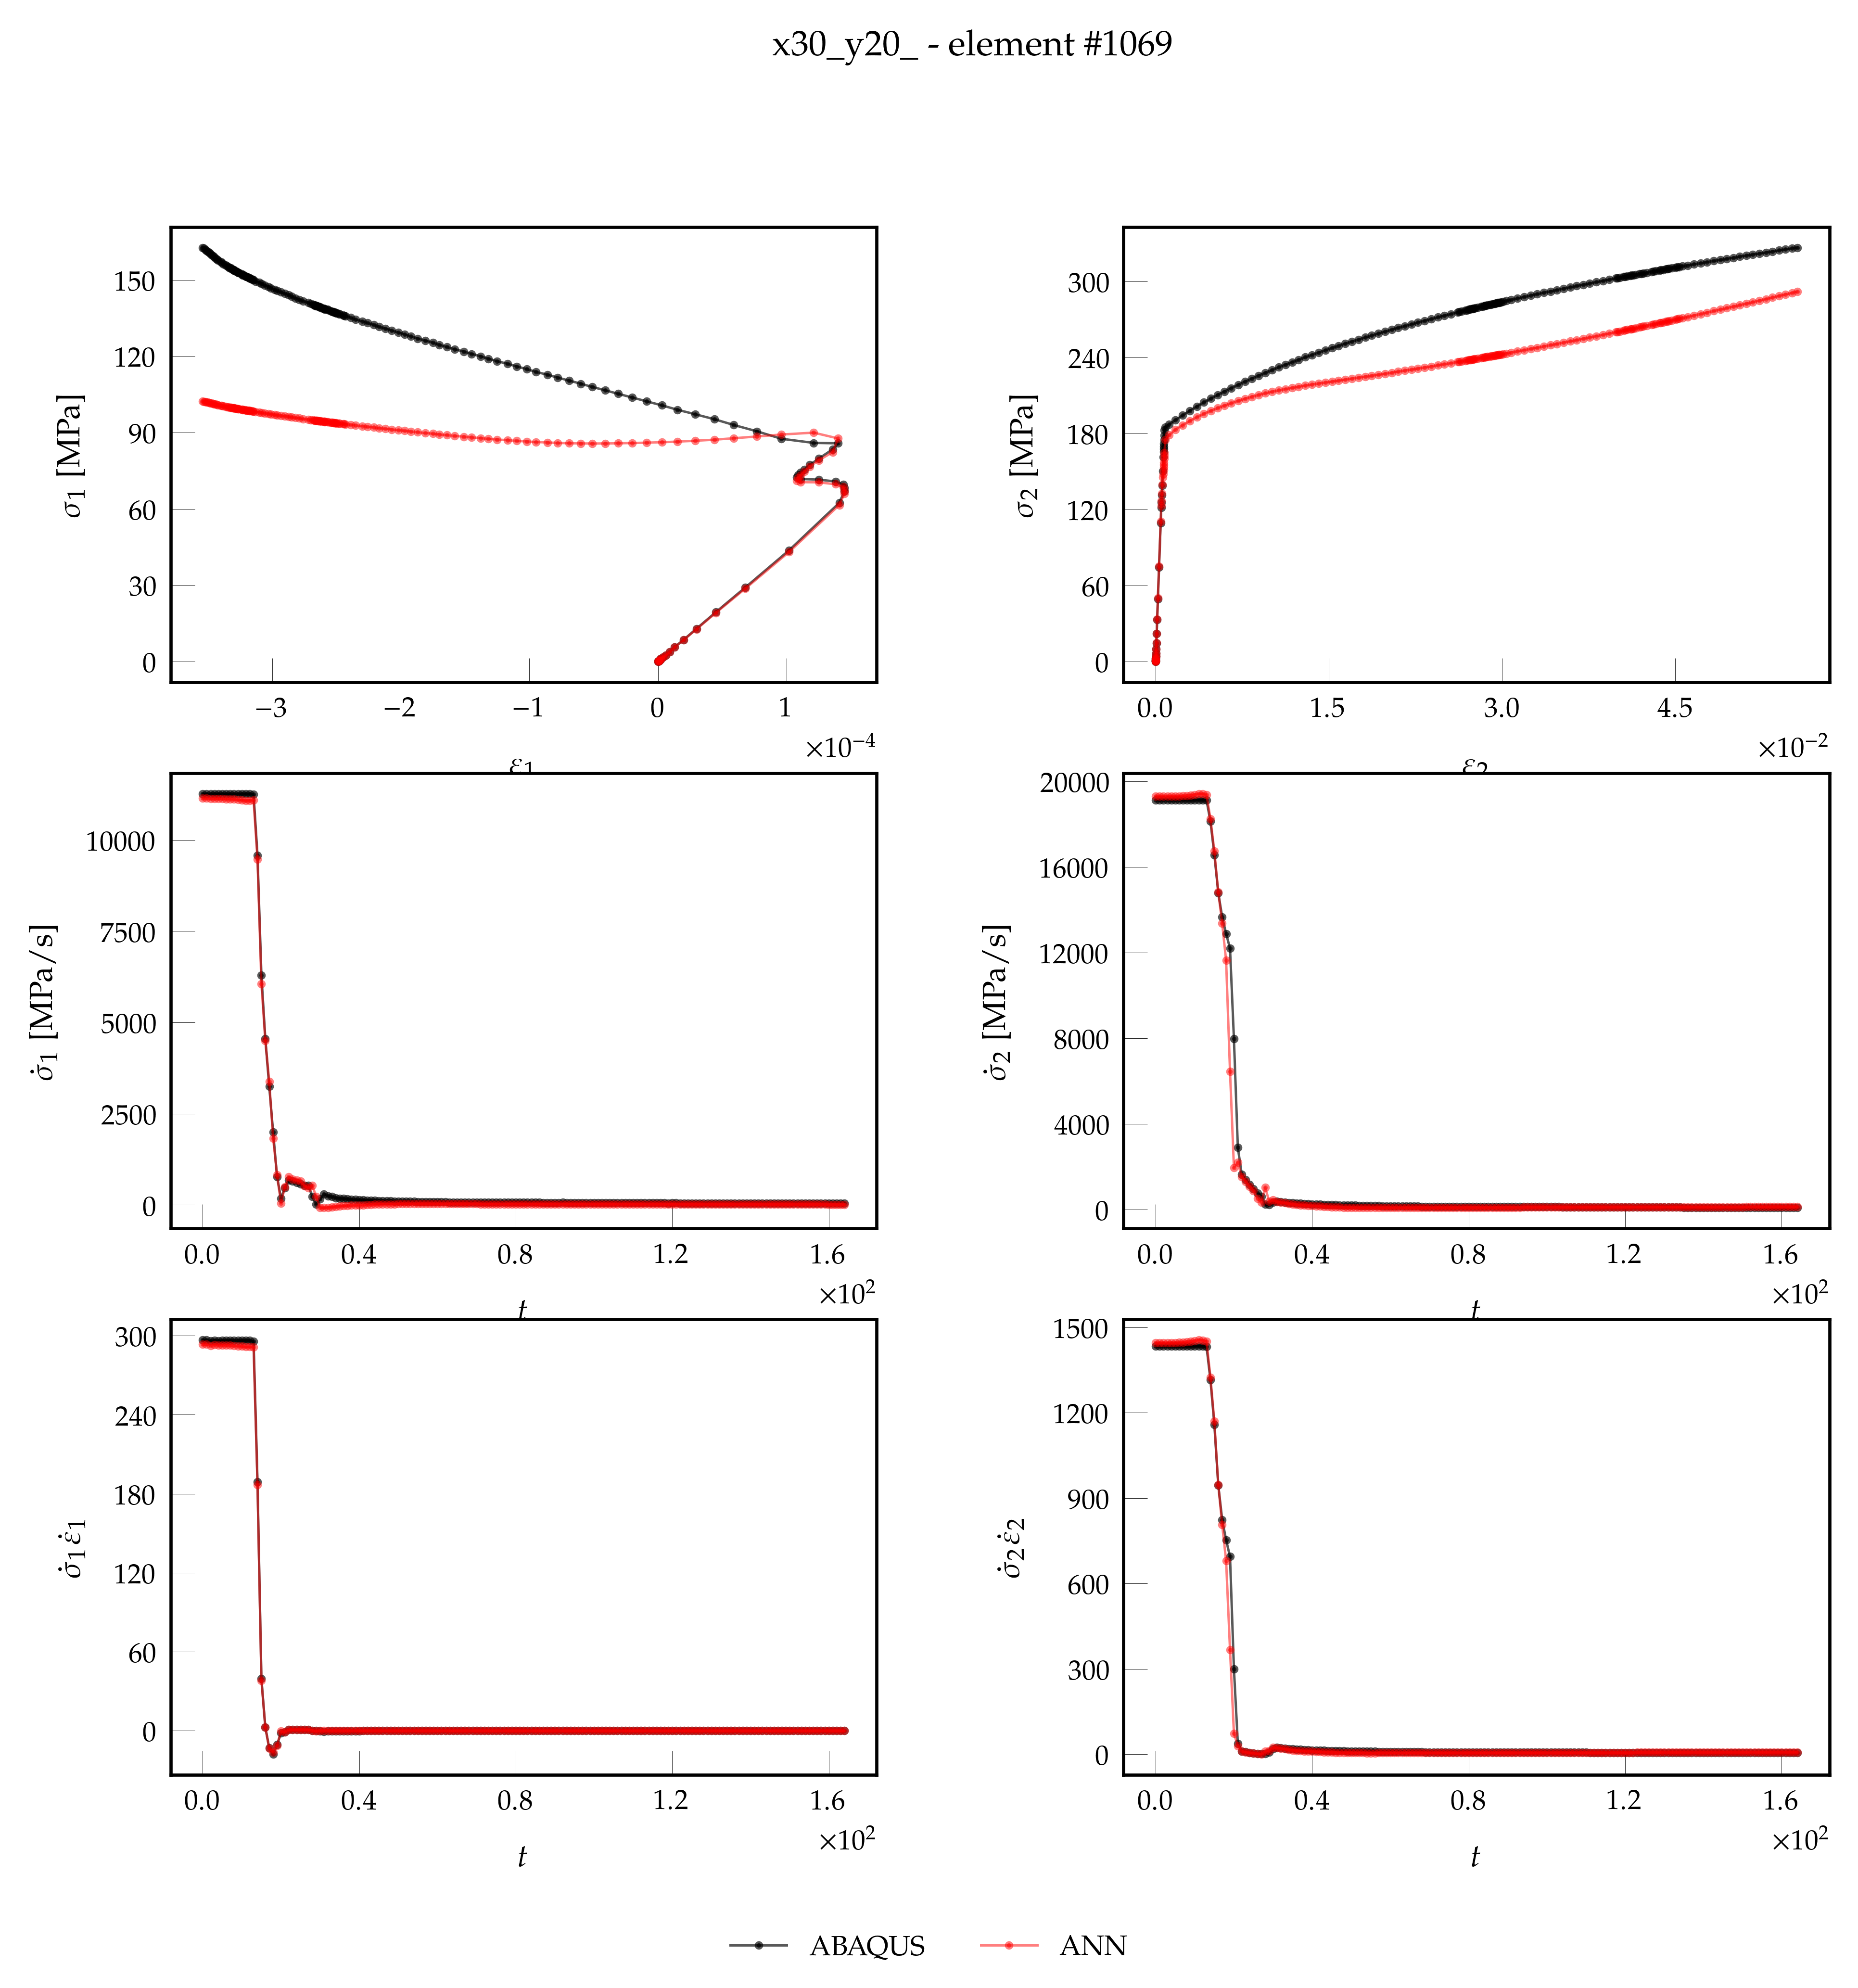 x30_y20_ - element #1069
σ₁ [MPa]
150
120
90
60
30
0
−3 −2 −1 0 1
×10⁻⁴
ε₁
σ₂ [MPa]
300
240
180
120
60
0
0.0 1.5 3.0 4.5
×10⁻²
ε₂
σ̇₁ [MPa/s]
10000
7500
5000
2500
0
0.0 0.4 0.8 1.2 1.6
×10²
t
σ̇₂ [MPa/s]
20000
16000
12000
8000
4000
0
0.0 0.4 0.8 1.2 1.6
×10²
t
σ̇₁ε̇₁
300
240
180
120
60
0
0.0 0.4 0.8 1.2 1.6
×10²
t
σ̇₂ε̇₂
1500
1200
900
600
300
0
0.0 0.4 0.8 1.2 1.6
×10²
t
ABAQUS ANN